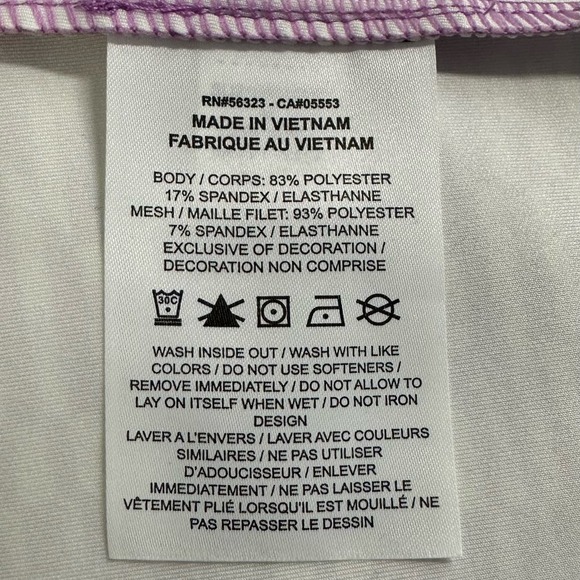 RN#56323 - CA#05553
MADE IN VIETNAM
FABRIQUE AU VIETNAM
BODY / CORPS: 83% POLYESTER
17% SPANDEX / ELASTHANNE
MESH / MAILLE FILET: 93% POLYESTER
7% SPANDEX / ELASTHANNE
EXCLUSIVE OF DECORATION /
DECORATION NON COMPRISE
30C
WASH INSIDE OUT / WASH WITH LIKE
COLORS / DO NOT USE SOFTENERS /
REMOVE IMMEDIATELY / DO NOT ALLOW TO
LAY ON ITSELF WHEN WET / DO NOT IRON
DESIGN
LAVER A L'ENVERS / LAVER AVEC COULEURS
SIMILAIRES / NE PAS UTILISER
D'ADOUCISSEUR / ENLEVER
IMMEDIATEMENT / NE PAS LAISSER LE
VÊTEMENT PLIÉ LORSQU'IL EST MOUILLÉ / NE
PAS REPASSER LE DESSIN